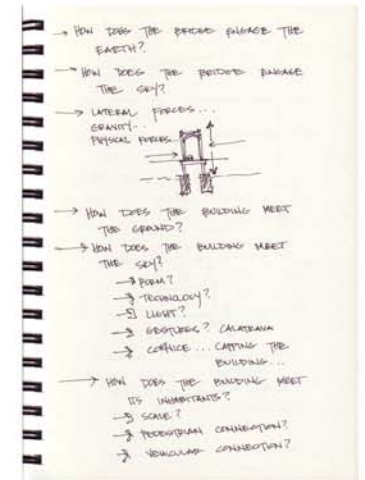 → HOW DOES THE BRIDGE ENGAGE THE
EARTH?
→ HOW DOES THE BRIDGE ENGAGE
THE SKY?
→ LATERAL FORCES...
GRAVITY...
PHYSICAL FORCES...
→ HOW DOES THE BUILDING MEET
THE GROUND?
→ HOW DOES THE BUILDING MEET
THE SKY?
→ FORM?
→ TECHNOLOGY?
→ LIGHT?
→ GESTURES? CALATRAVA
→ CORNICE... CAPPING THE
BUILDING...
→ HOW DOES THE BUILDING MEET
ITS INHABITANTS?
→ SCALE?
→ PEDESTRIAN CONNECTION?
→ VEHICULAR CONNECTION?